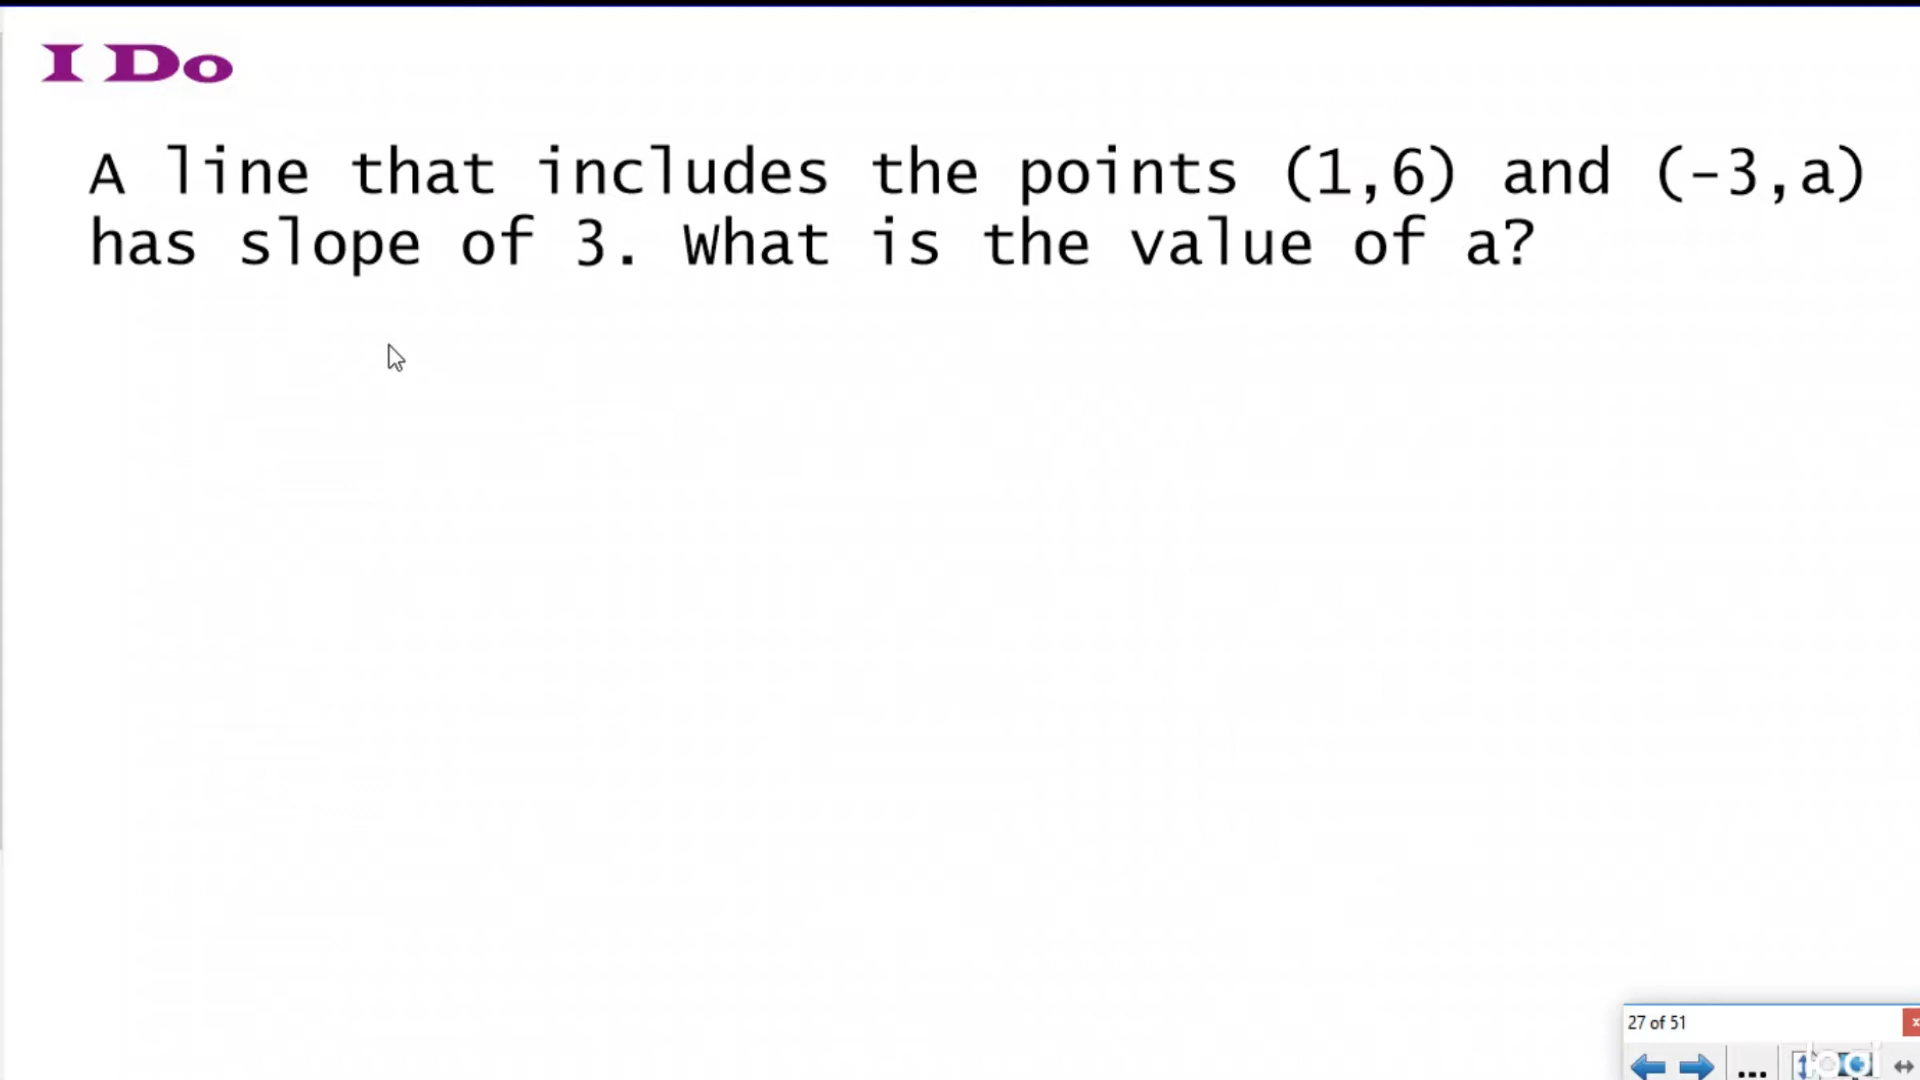 I Do
A line that includes the points (1,6) and (-3,a)
has slope of 3. What is the value of a?
27 of 51
...
logi